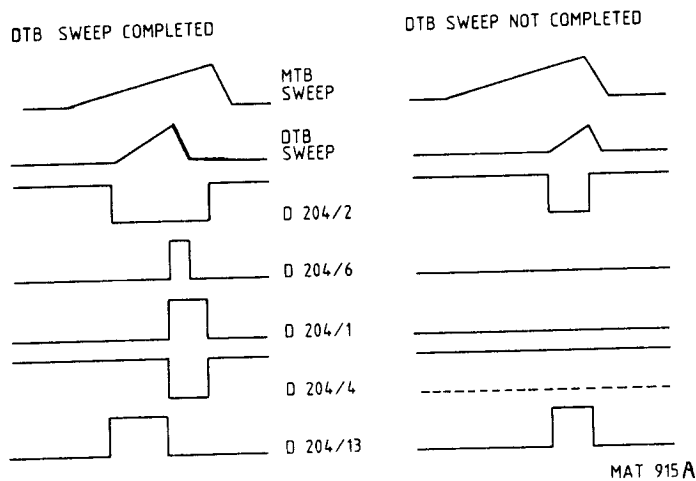 DTB SWEEP COMPLETED
DTB SWEEP NOT COMPLETED
MTB
SWEEP
DTB
SWEEP
D 204/2
D 204/6
D 204/1
D 204/4
D 204/13
MAT 915A